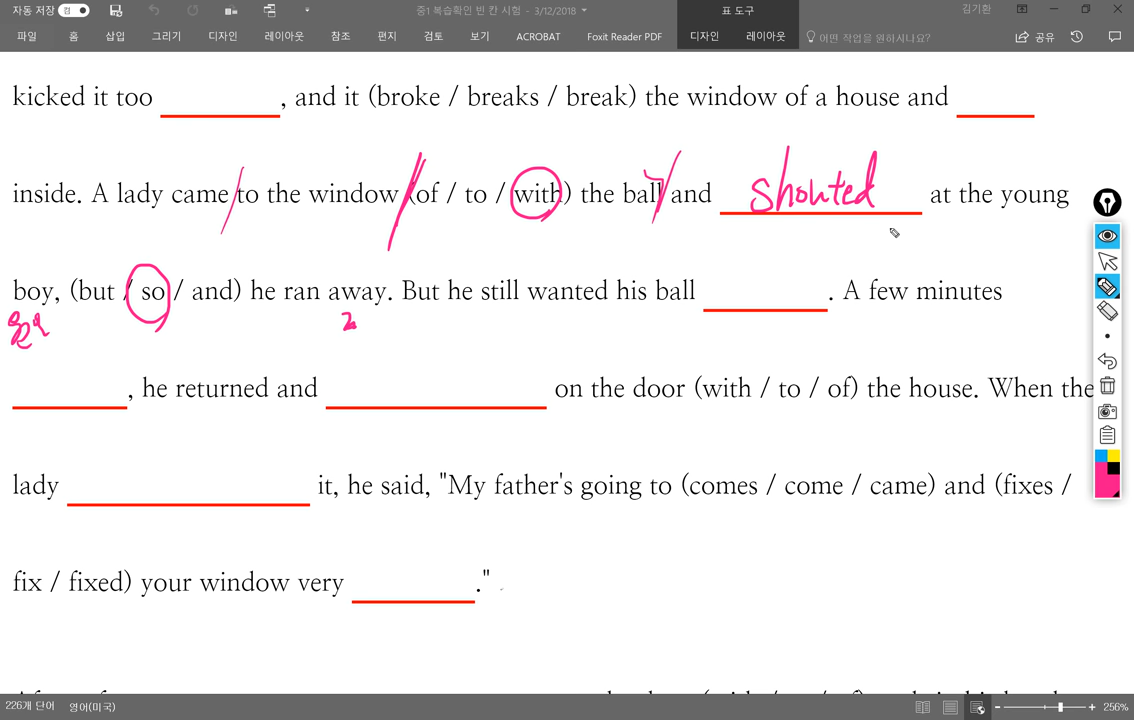 자동 저장 켬 중1 복습확인 빈 칸 시험 - 3/12/2018 표 도구 김기환
파일 홈 삽입 그리기 디자인 레이아웃 참조 편지 검토 보기 ACROBAT Foxit Reader PDF 디자인 레이아웃 어떤 작업을 원하시나요? 공유
kicked it too , and it (broke / breaks / break) the window of a house and
inside. A lady came to the window (of / to / with) the ball and shouted at the young
boy, (but / so / and) he ran away. But he still wanted his ball . A few minutes
, he returned and on the door (with / to / of) the house. When the
lady it, he said, "My father's going to (comes / come / came) and (fixes /
fix / fixed) your window very ."
226개 단어 영어(미국) 256%